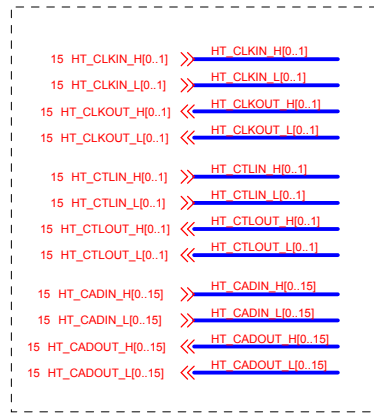 15 HT_CLKIN_H[0..1] HT_CLKIN_H[0..1]
15 HT_CLKIN_L[0..1] HT_CLKIN_L[0..1]
15 HT_CLKOUT_H[0..1] HT_CLKOUT_H[0..1]
15 HT_CLKOUT_L[0..1] HT_CLKOUT_L[0..1]
15 HT_CTLIN_H[0..1] HT_CTLIN_H[0..1]
15 HT_CTLIN_L[0..1] HT_CTLIN_L[0..1]
15 HT_CTLOUT_H[0..1] HT_CTLOUT_H[0..1]
15 HT_CTLOUT_L[0..1] HT_CTLOUT_L[0..1]
15 HT_CADIN_H[0..15] HT_CADIN_H[0..15]
15 HT_CADIN_L[0..15] HT_CADIN_L[0..15]
15 HT_CADOUT_H[0..15] HT_CADOUT_H[0..15]
15 HT_CADOUT_L[0..15] HT_CADOUT_L[0..15]